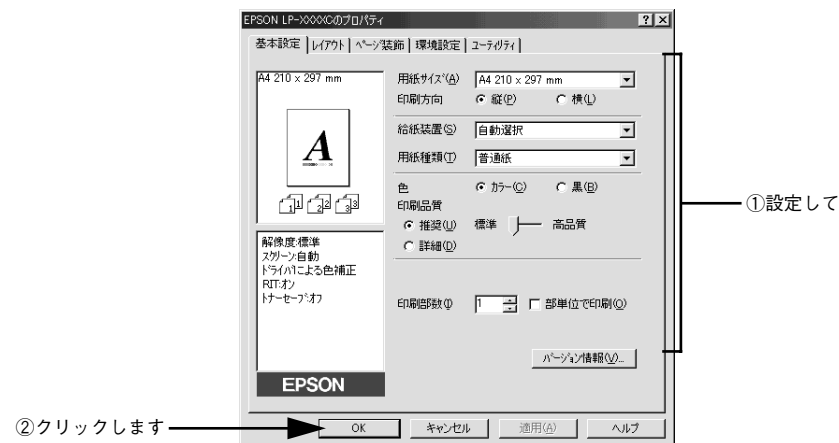 EPSON LP-XXXXCのプロパティ
基本設定 レイアウト ページ装飾 環境設定 ユーティリティ
A4 210 x 297 mm
A
1 1 2 2 3 3
解像度:標準
スクリーン:自動
ドライバによる色補正
RIT:オン
トナーセーブ:オフ
EPSON
用紙サイズ(A) A4 210 x 297 mm
印刷方向 縦(P) 横(L)
給紙装置(S) 自動選択
用紙種類(T) 普通紙
色 カラー(C) 黒(B)
印刷品質
推奨(U) 標準 高品質
詳細(D)
印刷部数(I) 1 部単位で印刷(O)
バージョン情報(V)...
OK キャンセル 適用(A) ヘルプ
①設定して
②クリックします